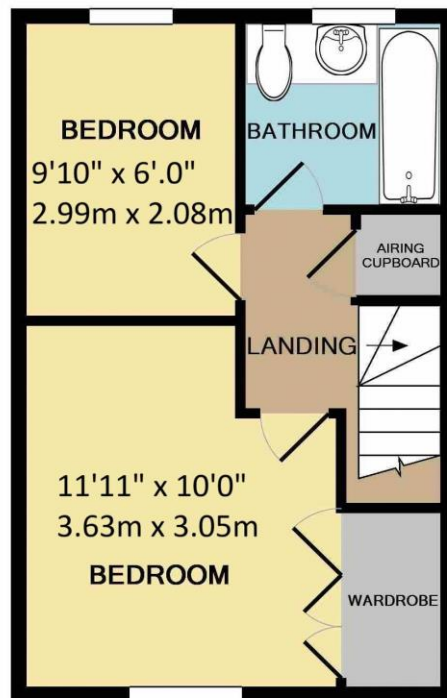 BEDROOM
9'10" x 6'.0"
2.99m x 2.08m
BATHROOM
AIRING
CUPBOARD
LANDING
11'11" x 10'0"
3.63m x 3.05m
BEDROOM
WARDROBE